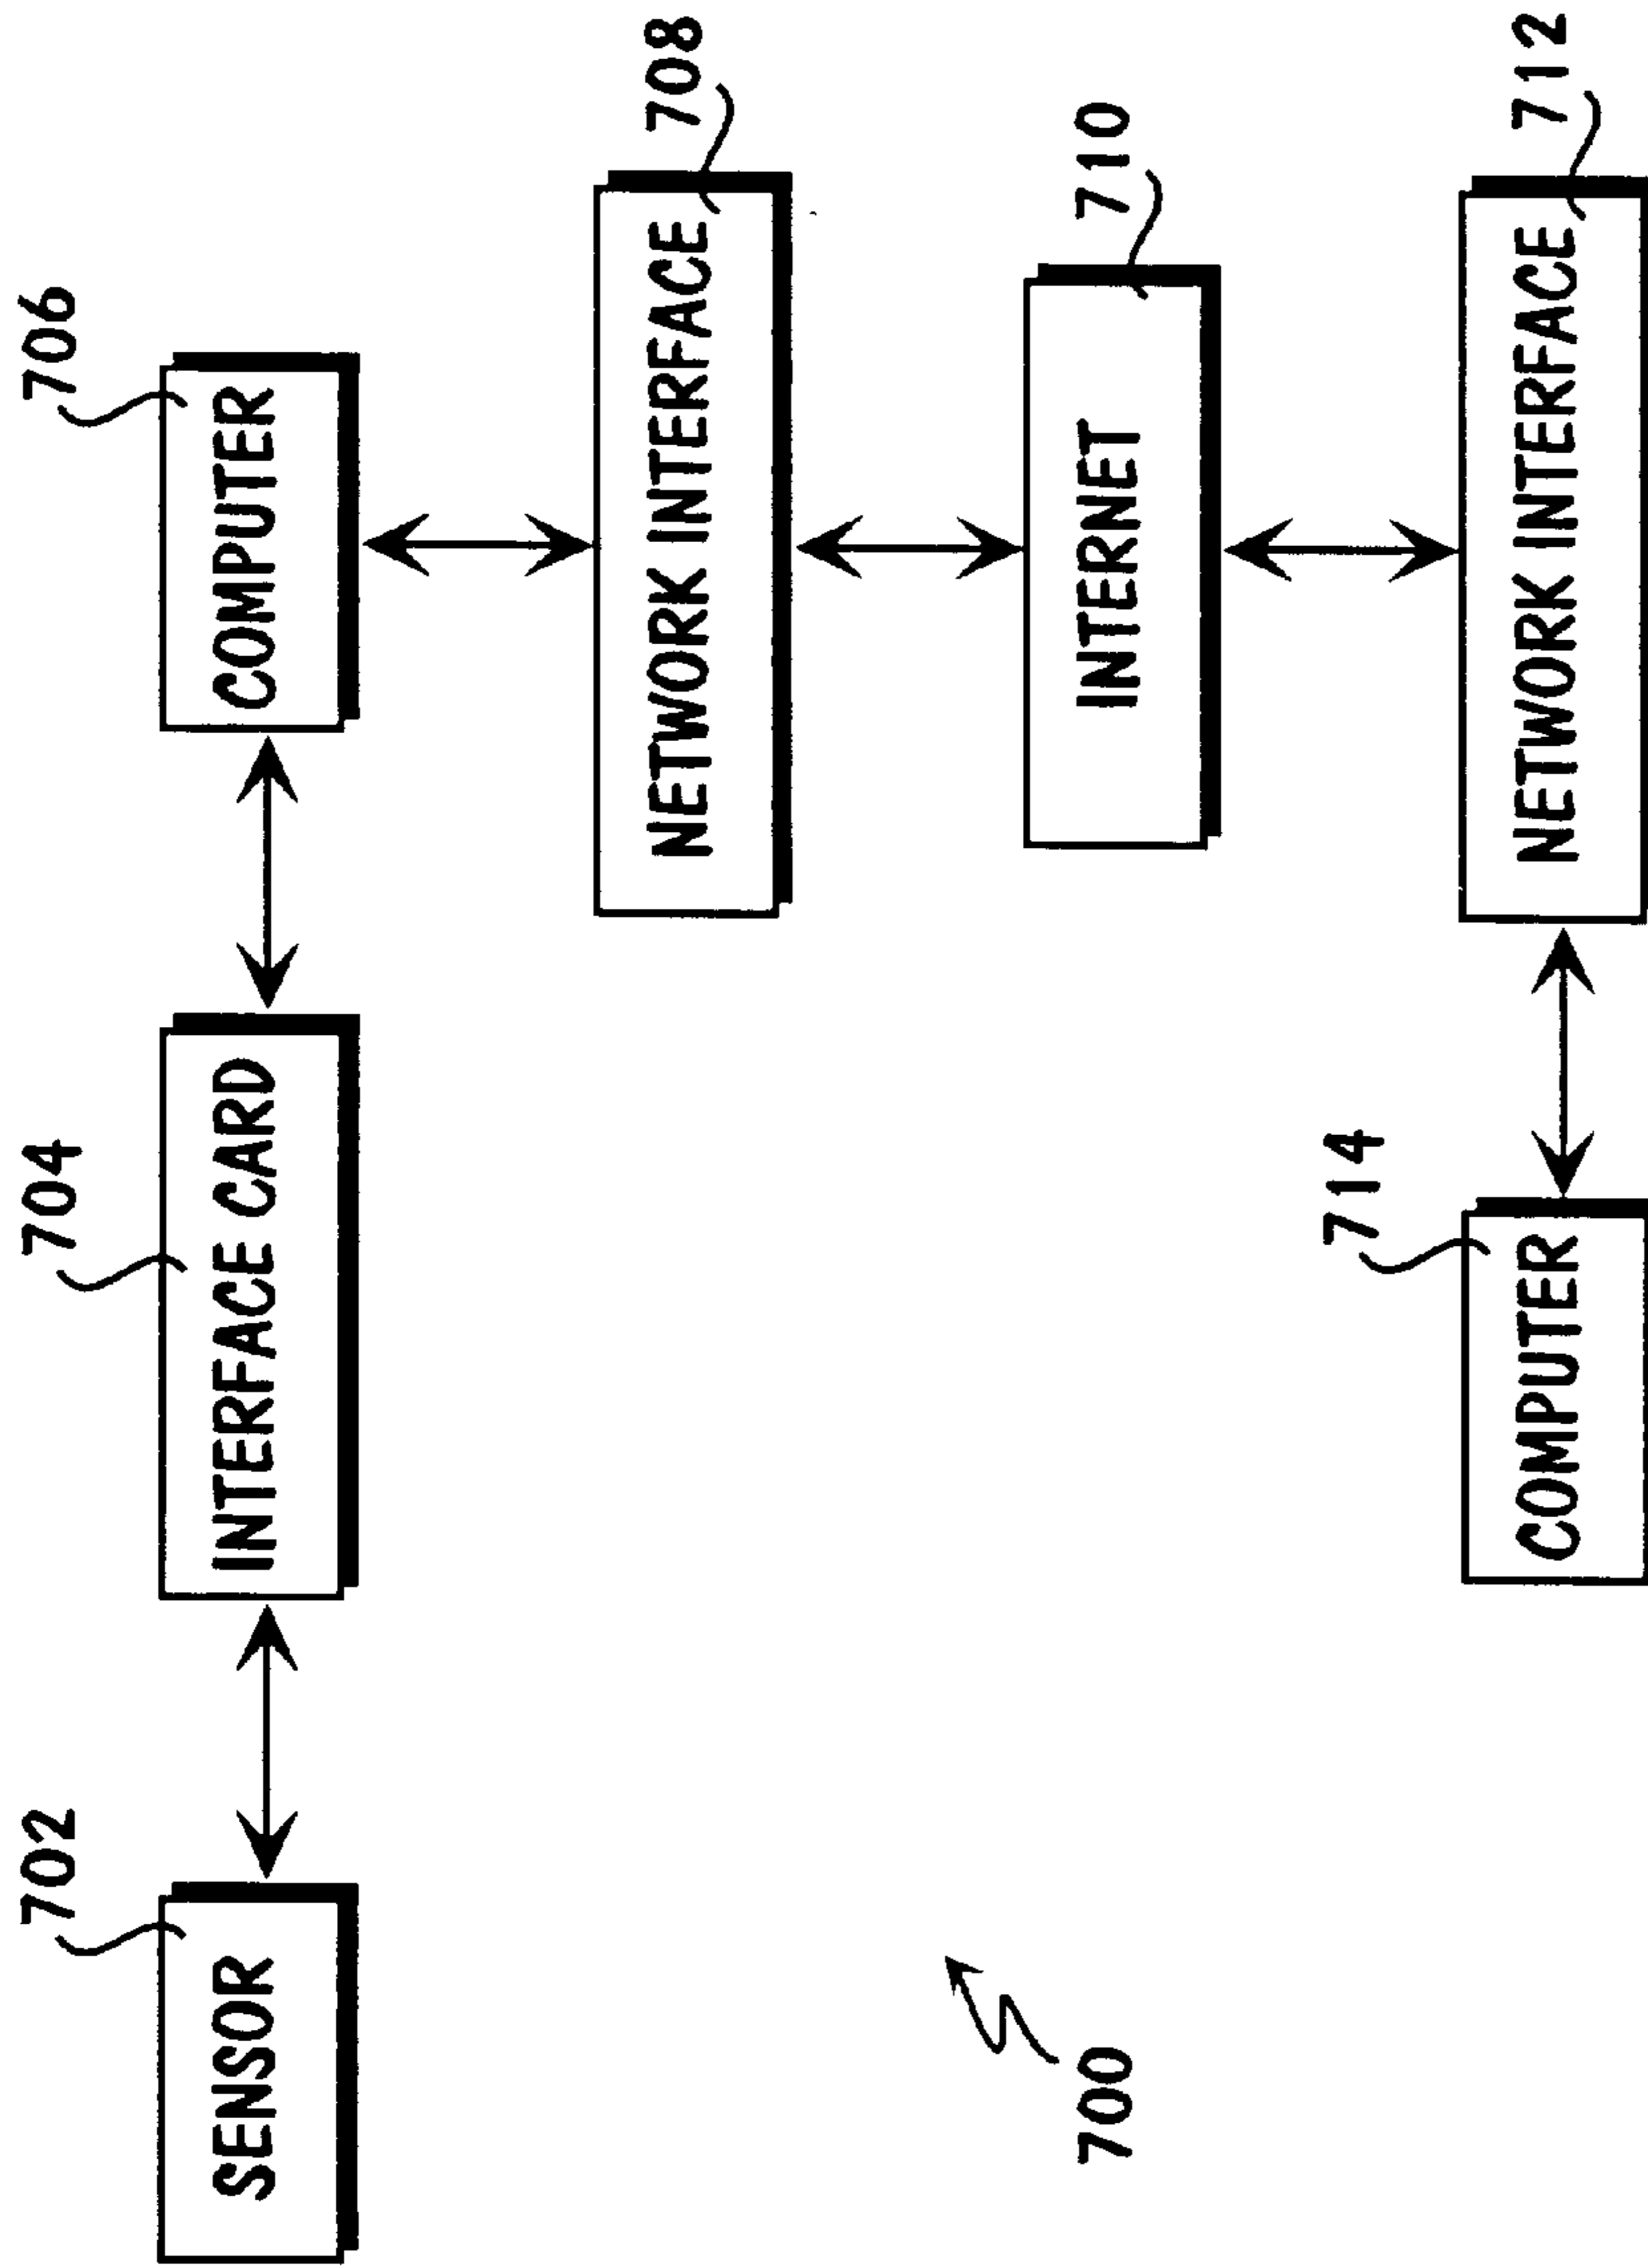 702
704
706
SENSOR
INTERFACE CARD
COMPUTER
708
NETWORK INTERFACE
710
700
INTERNET
714
712
COMPUTER
NETWORK INTERFACE